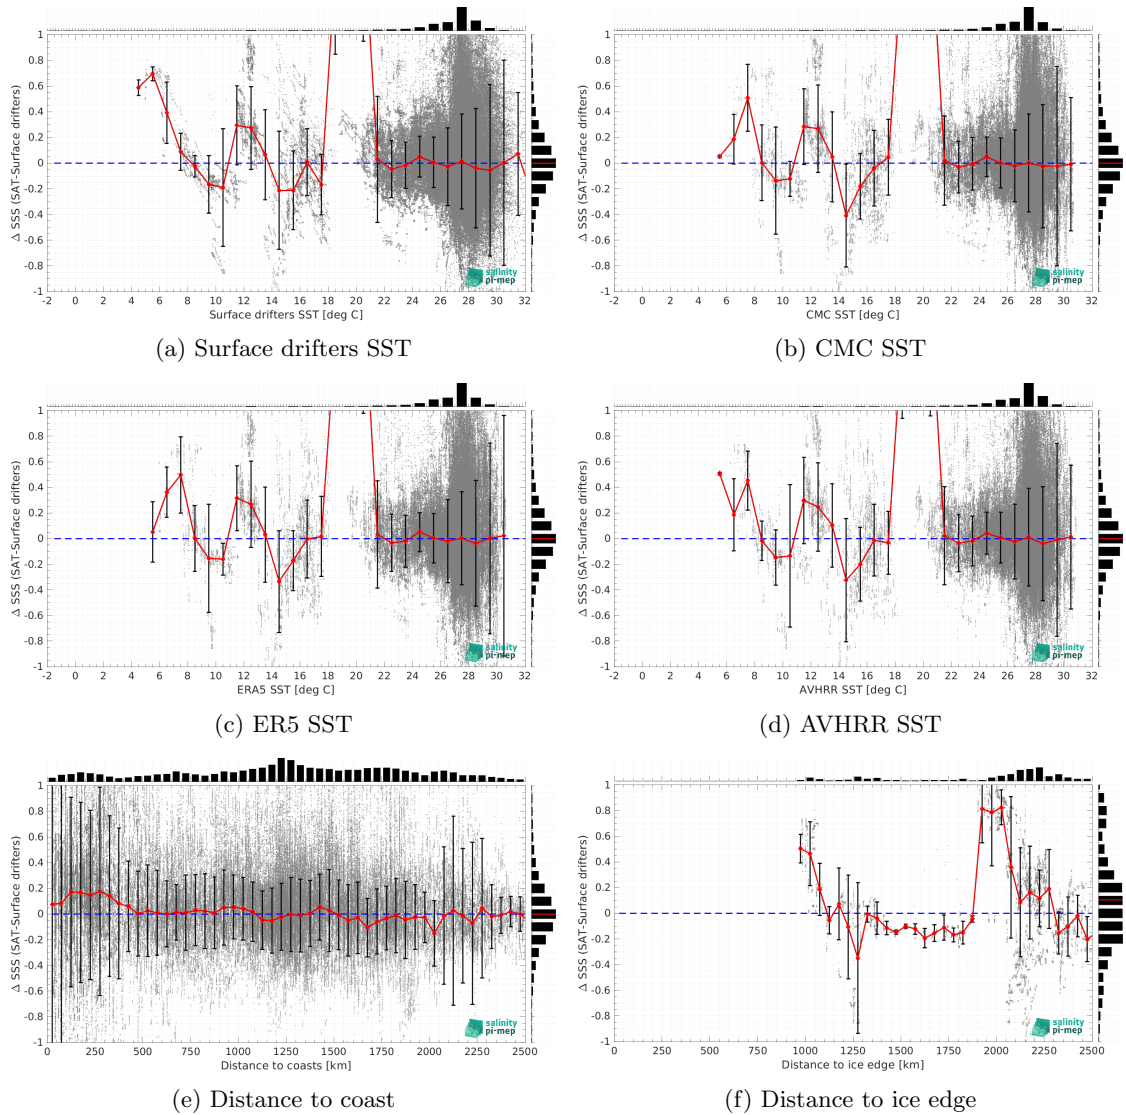 1
0.8
0.6
0.4
0.2
0
-0.2
-0.4
-0.6
-0.8
-1
Δ SSS (SAT-Surface drifters)
salinity
pi-mep
-2 0 2 4 6 8 10 12 14 16 18 20 22 24 26 28 30 32
Surface drifters SST [deg C]
(a) Surface drifters SST
1
0.8
0.6
0.4
0.2
0
-0.2
-0.4
-0.6
-0.8
-1
Δ SSS (SAT-Surface drifters)
salinity
pi-mep
-2 0 2 4 6 8 10 12 14 16 18 20 22 24 26 28 30 32
CMC SST [deg C]
(b) CMC SST
1
0.8
0.6
0.4
0.2
0
-0.2
-0.4
-0.6
-0.8
-1
Δ SSS (SAT-Surface drifters)
salinity
pi-mep
-2 0 2 4 6 8 10 12 14 16 18 20 22 24 26 28 30 32
ERA5 SST [deg C]
(c) ER5 SST
1
0.8
0.6
0.4
0.2
0
-0.2
-0.4
-0.6
-0.8
-1
Δ SSS (SAT-Surface drifters)
salinity
pi-mep
-2 0 2 4 6 8 10 12 14 16 18 20 22 24 26 28 30 32
AVHRR SST [deg C]
(d) AVHRR SST
1
0.8
0.6
0.4
0.2
0
-0.2
-0.4
-0.6
-0.8
-1
Δ SSS (SAT-Surface drifters)
salinity
pi-mep
0 250 500 750 1000 1250 1500 1750 2000 2250 2500
Distance to coasts [km]
(e) Distance to coast
1
0.8
0.6
0.4
0.2
0
-0.2
-0.4
-0.6
-0.8
-1
Δ SSS (SAT-Surface drifters)
salinity
pi-mep
0 250 500 750 1000 1250 1500 1750 2000 2250 2500
Distance to ice edge [km]
(f) Distance to ice edge